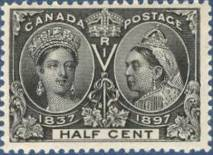 CANADA POSTAGE
V R
1837 1897
HALF CENT